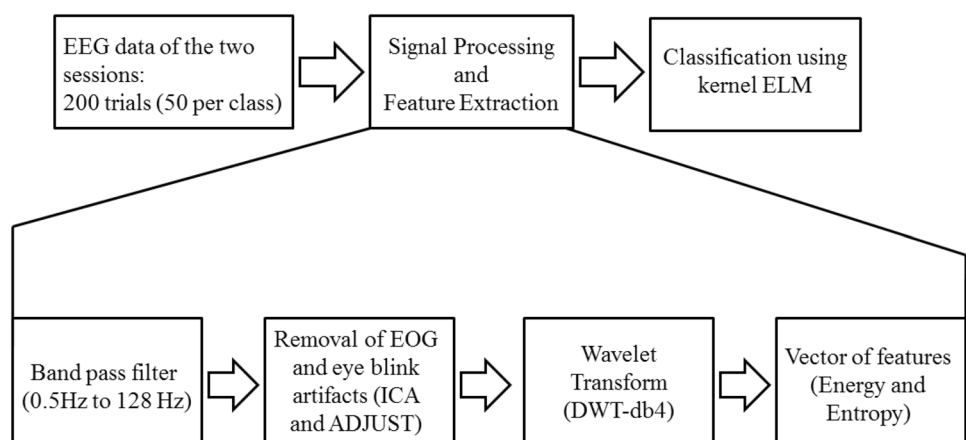 EEG data of the two
sessions:
200 trials (50 per class)
Signal Processing
and
Feature Extraction
Classification using
kernel ELM
Band pass filter
(0.5Hz to 128 Hz)
Removal of EOG
and eye blink
artifacts (ICA
and ADJUST)
Wavelet
Transform
(DWT-db4)
Vector of features
(Energy and
Entropy)